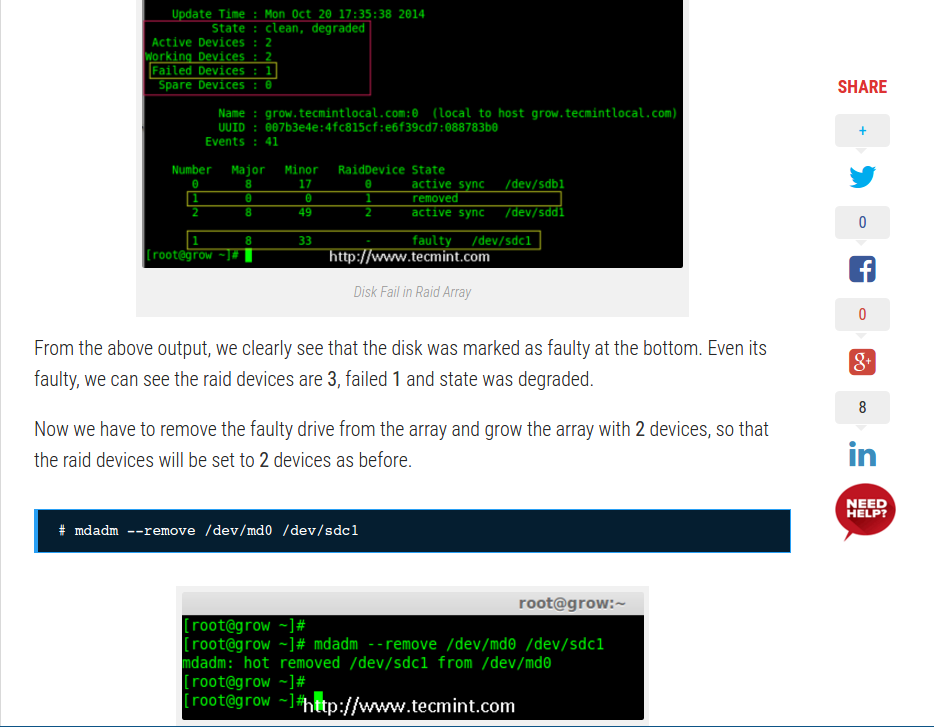 Update Time : Mon Oct 20 17:35:38 2014
State : clean, degraded
Active Devices : 2
Working Devices : 2
Failed Devices : 1
Spare Devices : 0
Name : grow.tecmintlocal.com:0 (local to host grow.tecmintlocal.com)
UUID : 007b3e4e:4fc815cf:e6f39cd7:088783b0
Events : 41
Number Major Minor RaidDevice State
0 8 17 0 active sync /dev/sdb1
1 0 0 1 removed
2 8 49 2 active sync /dev/sdd1
1 8 33 - faulty /dev/sdc1
[root@grow ~]#
http://www.tecmint.com
Disk Fail in Raid Array
From the above output, we clearly see that the disk was marked as faulty at the bottom. Even its
faulty, we can see the raid devices are 3, failed 1 and state was degraded.
Now we have to remove the faulty drive from the array and grow the array with 2 devices, so that
the raid devices will be set to 2 devices as before.
# mdadm --remove /dev/md0 /dev/sdc1
root@grow:~
[root@grow ~]#
[root@grow ~]# mdadm --remove /dev/md0 /dev/sdc1
mdadm: hot removed /dev/sdc1 from /dev/md0
[root@grow ~]#
[root@grow ~]#
http://www.tecmint.com
SHARE
+
0
0
g+
8
in
NEED
HELP?